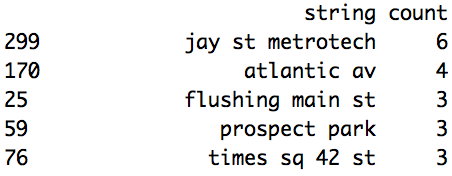 string count
299 jay st metrotech 6
170 atlantic av 4
25 flushing main st 3
59 prospect park 3
76 times sq 42 st 3